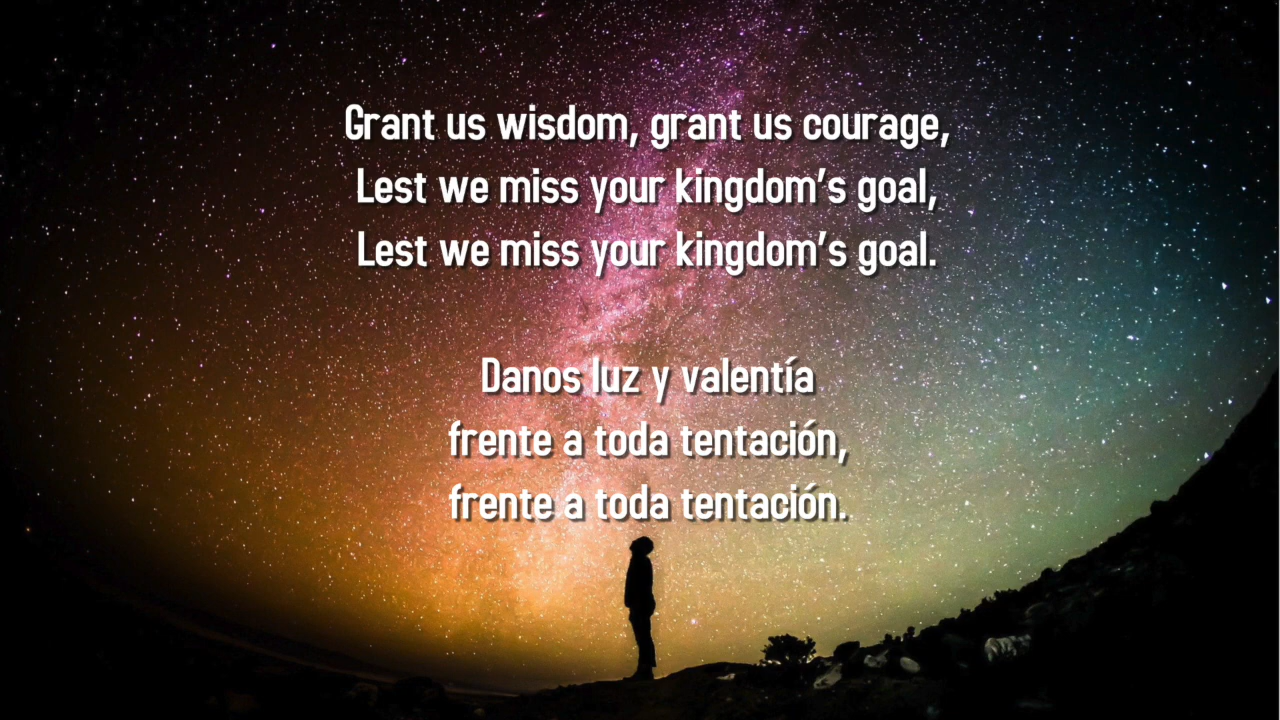 Grant us wisdom, grant us courage,
Lest we miss your kingdom's goal,
Lest we miss your kingdom's goal.
Danos luz y valentía
frente a toda tentación,
frente a toda tentación.